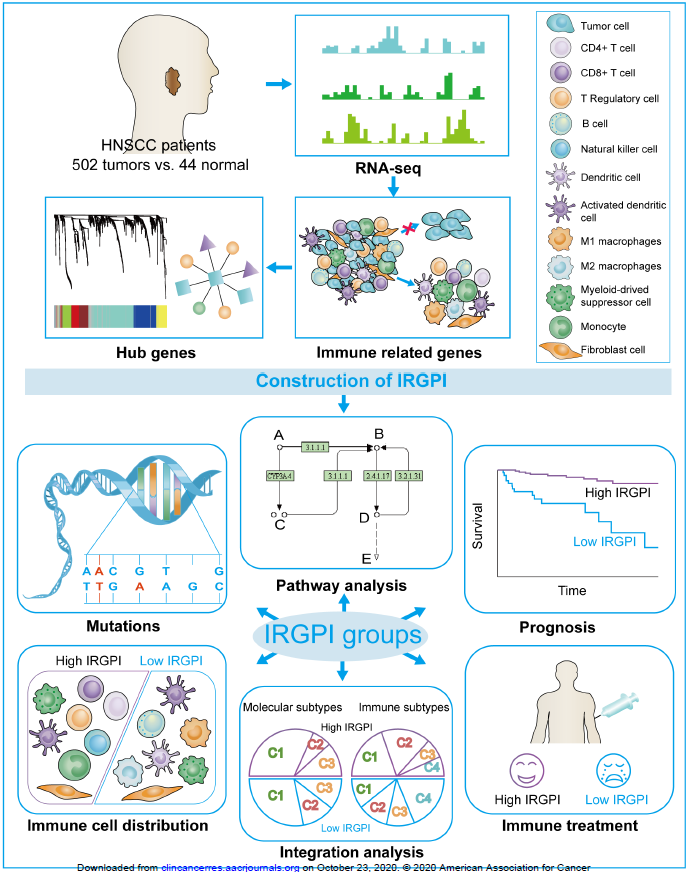 HNSCC patients
502 tumors vs. 44 normal
RNA-seq
Tumor cell
CD4+ T cell
CD8+ T cell
T Regulatory cell
B cell
Natural killer cell
Dendritic cell
Activated dendritic
cell
M1 macrophages
M2 macrophages
Myeloid-drived
suppressor cell
Monocyte
Fibroblast cell
Hub genes
Immune related genes
Construction of IRGPI
A
B
3.1.1.1
CYP3A4
3.1.1.1
2.4.1.17
3.2.1.31
C
D
E
Pathway analysis
A A C G T G
T T G A A G C
Mutations
Survival
High IRGPI
Low IRGPI
Time
Prognosis
IRGPI groups
High IRGPI
Low IRGPI
Immune cell distribution
Molecular subtypes
Immune subtypes
High IRGPI
C1
C2
C3
C1
C2
C3
C4
C1
C2
C3
C1
C2
C3
C4
Low IRGPI
Integration analysis
High IRGPI
Low IRGPI
Immune treatment
Downloaded from clincancerres.aacrjournals.org on October 23, 2020. © 2020 American Association for Cancer